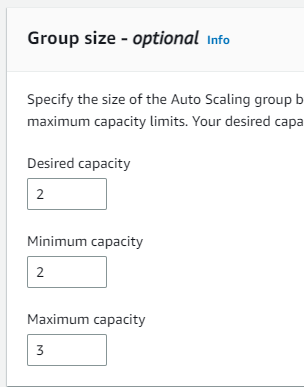 Group size - optional Info
Specify the size of the Auto Scaling group b
maximum capacity limits. Your desired capa
Desired capacity
2
Minimum capacity
2
Maximum capacity
3